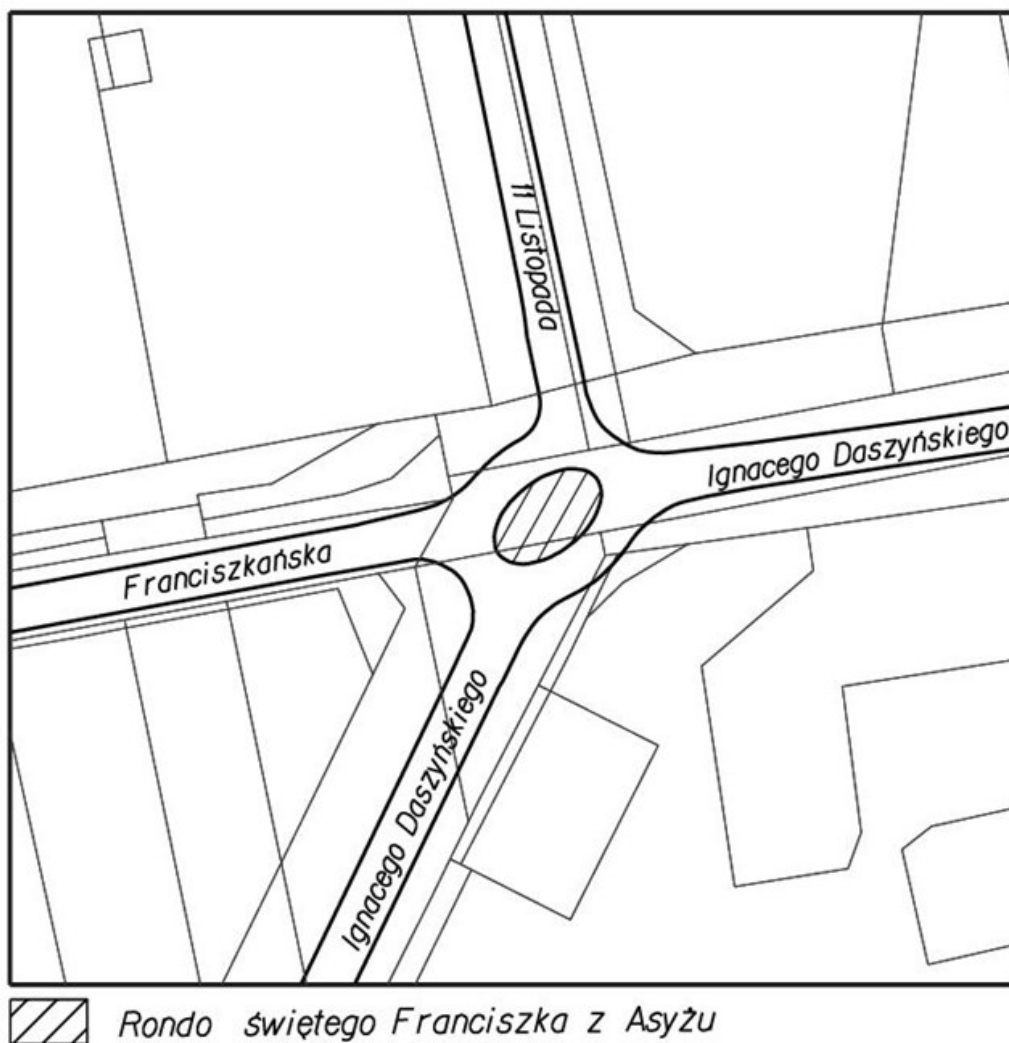 11 Listopada
Ignacego Daszyńskiego
Franciszkańska
Ignacego Daszyńskiego
Rondo świętego Franciszka z Asyżu